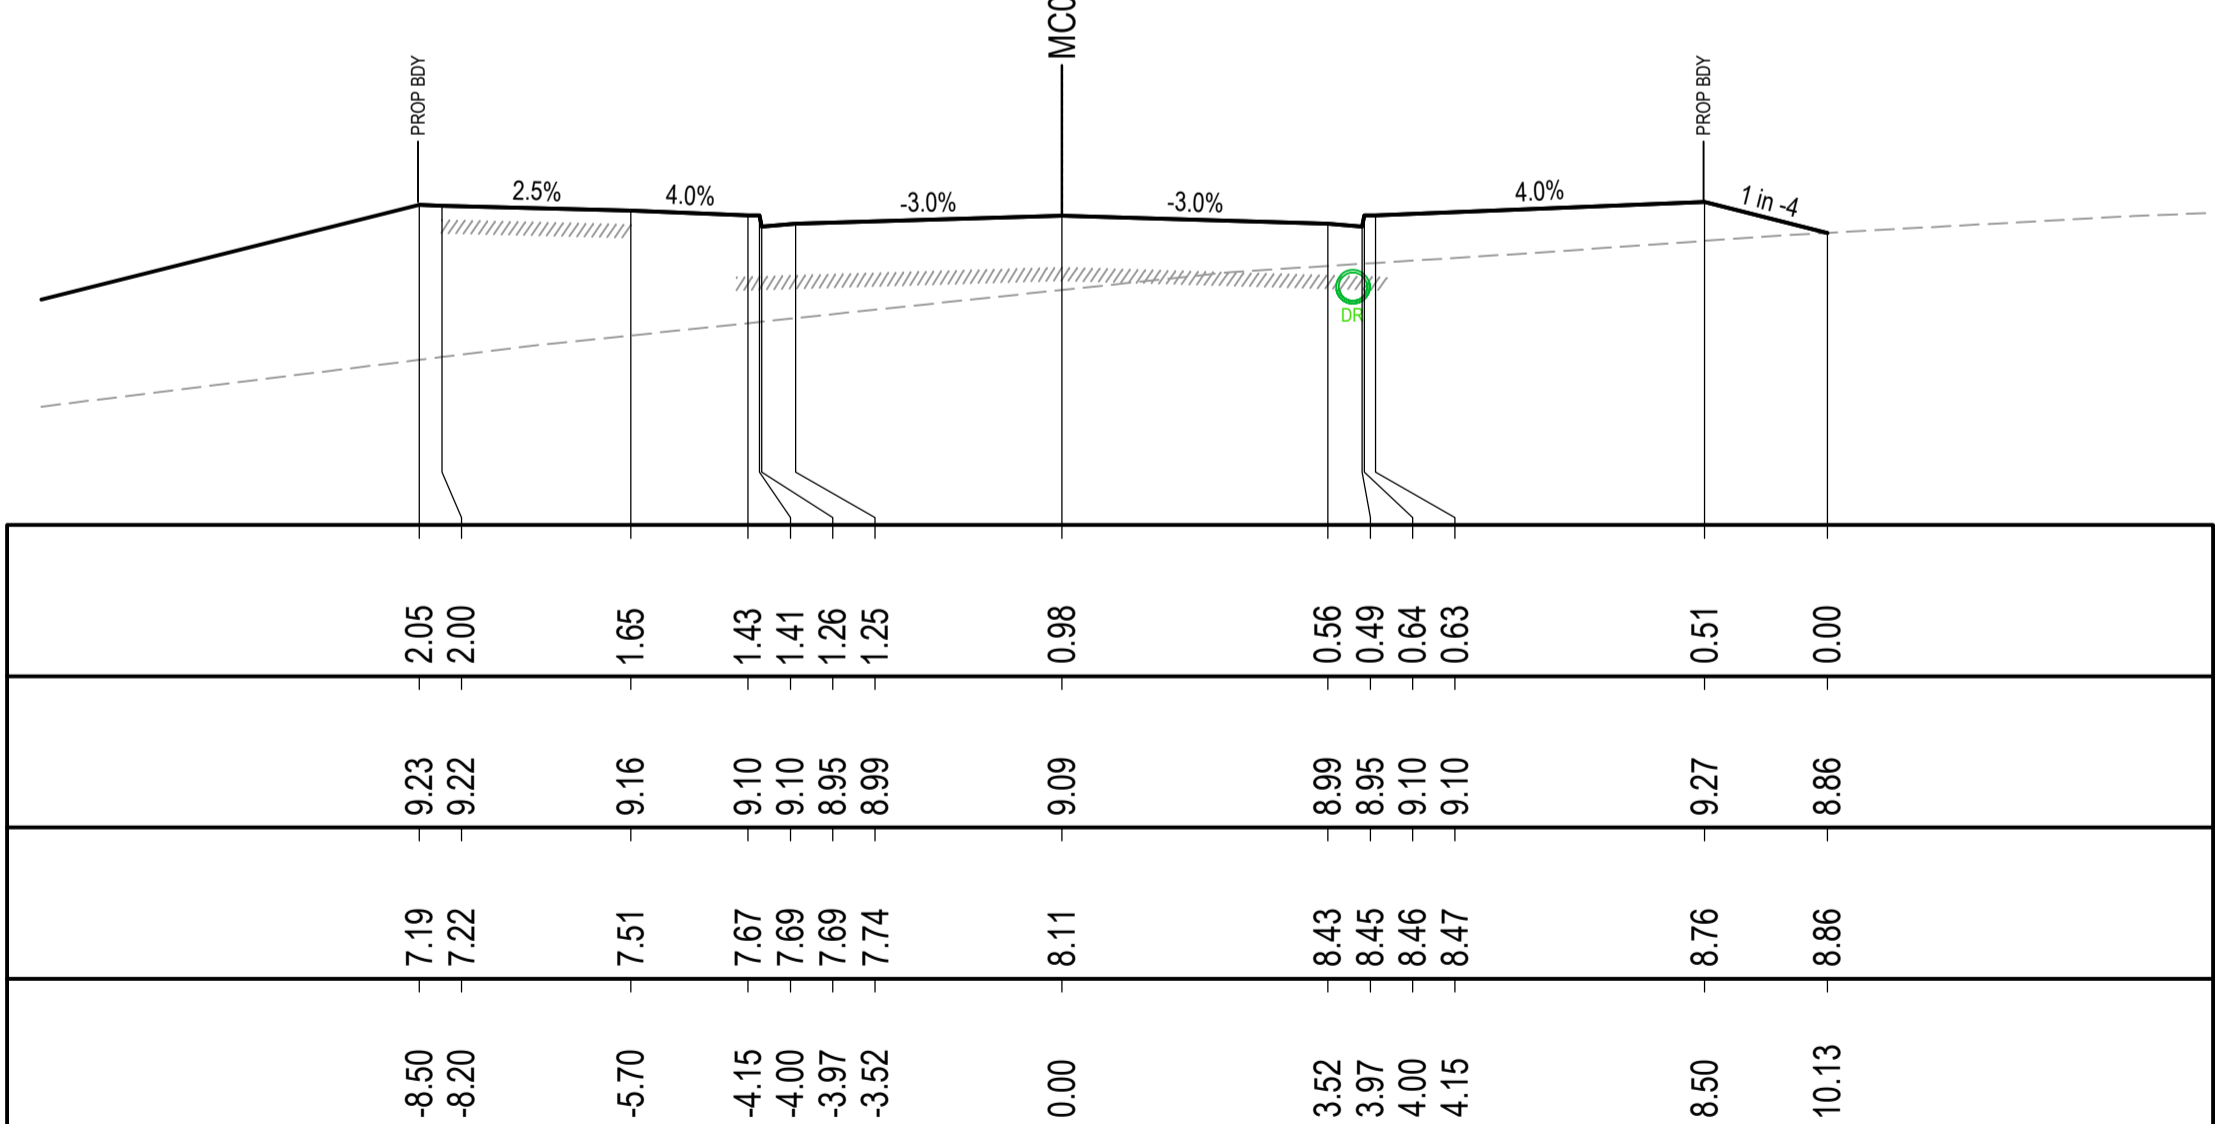 MC0
PROP BDY
PROP BDY
2.5%
4.0%
-3.0%
-3.0%
4.0%
1 in -4
DR
2.05 2.00 1.65 1.43 1.41 1.26 1.25 0.98 0.56 0.49 0.64 0.63 0.51 0.00
9.23 9.22 9.16 9.10 9.10 8.95 8.99 9.09 8.99 8.95 9.10 9.10 9.27 8.86
7.19 7.22 7.51 7.67 7.69 7.69 7.74 8.11 8.43 8.45 8.46 8.47 8.76 8.86
-8.50 -8.20 -5.70 -4.15 -4.00 -3.97 -3.52 0.00 3.52 3.97 4.00 4.15 8.50 10.13